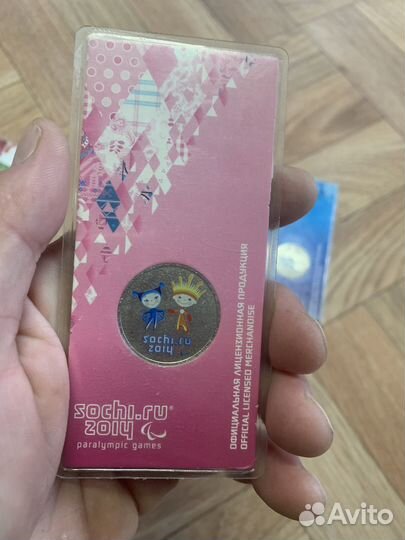 sochi.ru
2014
sochi.ru
2014
paralympic games
ОФИЦИАЛЬНАЯ ЛИЦЕНЗИОННАЯ ПРОДУКЦИЯ
OFFICIAL LICENSED MERCHANDISE
Avito